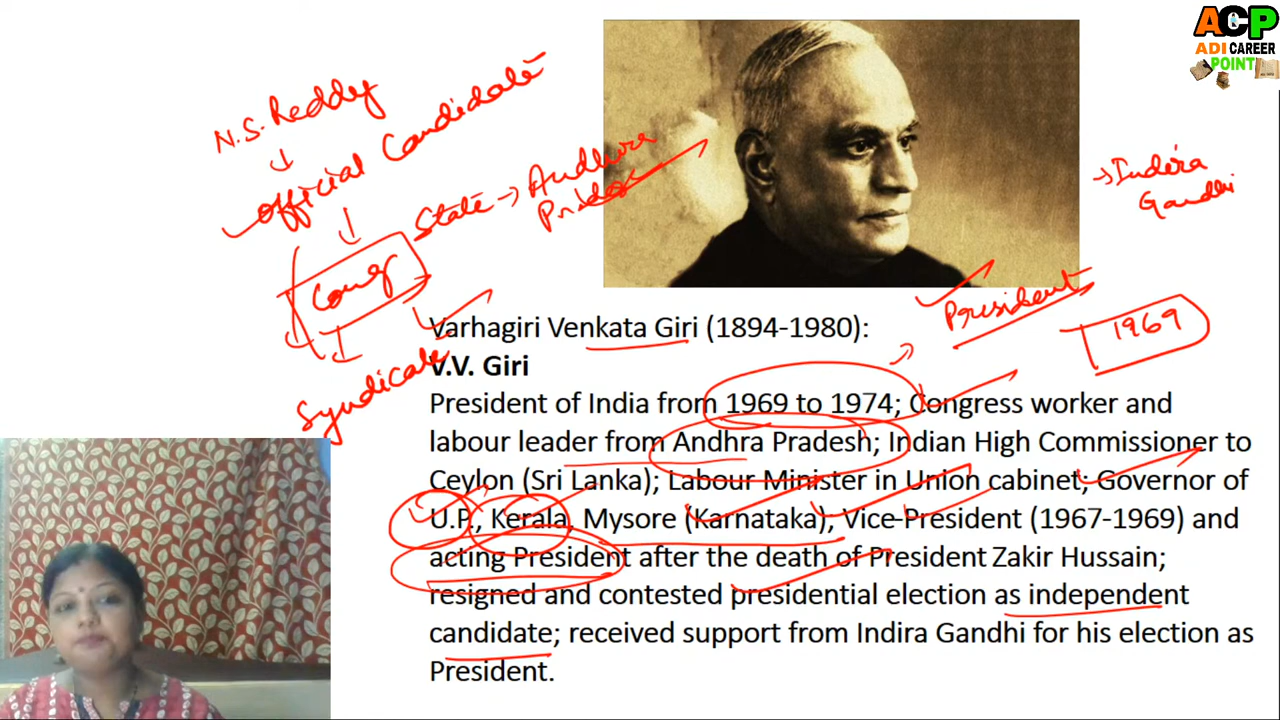 ACP
ADI CAREER
POINT
N.S. Reddy
official Candidate
State → Andhra
Prades
Cong
Syndicate
→ Indira
Gandhi
President
1969
Varhagiri Venkata Giri (1894-1980):
V.V. Giri
President of India from 1969 to 1974; Congress worker and
labour leader from Andhra Pradesh; Indian High Commissioner to
Ceylon (Sri Lanka); Labour Minister in Union cabinet; Governor of
U.P., Kerala, Mysore (Karnataka), Vice-President (1967-1969) and
acting President after the death of President Zakir Hussain;
resigned and contested presidential election as independent
candidate; received support from Indira Gandhi for his election as
President.